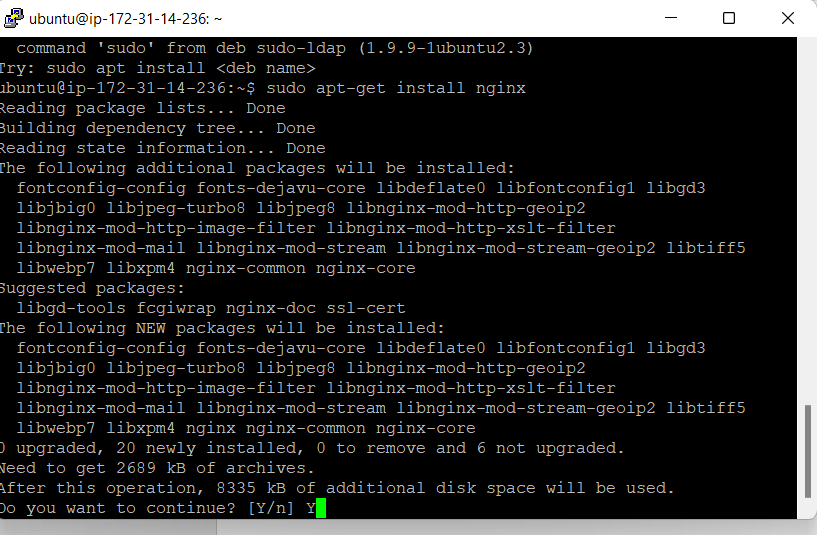 ubuntu@ip-172-31-14-236: ~
command 'sudo' from deb sudo-ldap (1.9.9-1ubuntu2.3)
Try: sudo apt install <deb name>
ubuntu@ip-172-31-14-236:~$ sudo apt-get install nginx
Reading package lists... Done
Building dependency tree... Done
Reading state information... Done
The following additional packages will be installed:
fontconfig-config fonts-dejavu-core libdeflate0 libfontconfig1 libgd3
libjbig0 libjpeg-turbo8 libjpeg8 libnginx-mod-http-geoip2
libnginx-mod-http-image-filter libnginx-mod-http-xslt-filter
libnginx-mod-mail libnginx-mod-stream libnginx-mod-stream-geoip2 libtiff5
libwebp7 libxpm4 nginx-common nginx-core
Suggested packages:
libgd-tools fcgiwrap nginx-doc ssl-cert
The following NEW packages will be installed:
fontconfig-config fonts-dejavu-core libdeflate0 libfontconfig1 libgd3
libjbig0 libjpeg-turbo8 libjpeg8 libnginx-mod-http-geoip2
libnginx-mod-http-image-filter libnginx-mod-http-xslt-filter
libnginx-mod-mail libnginx-mod-stream libnginx-mod-stream-geoip2 libtiff5
libwebp7 libxpm4 nginx nginx-common nginx-core
0 upgraded, 20 newly installed, 0 to remove and 6 not upgraded.
Need to get 2689 kB of archives.
After this operation, 8335 kB of additional disk space will be used.
Do you want to continue? [Y/n] Y